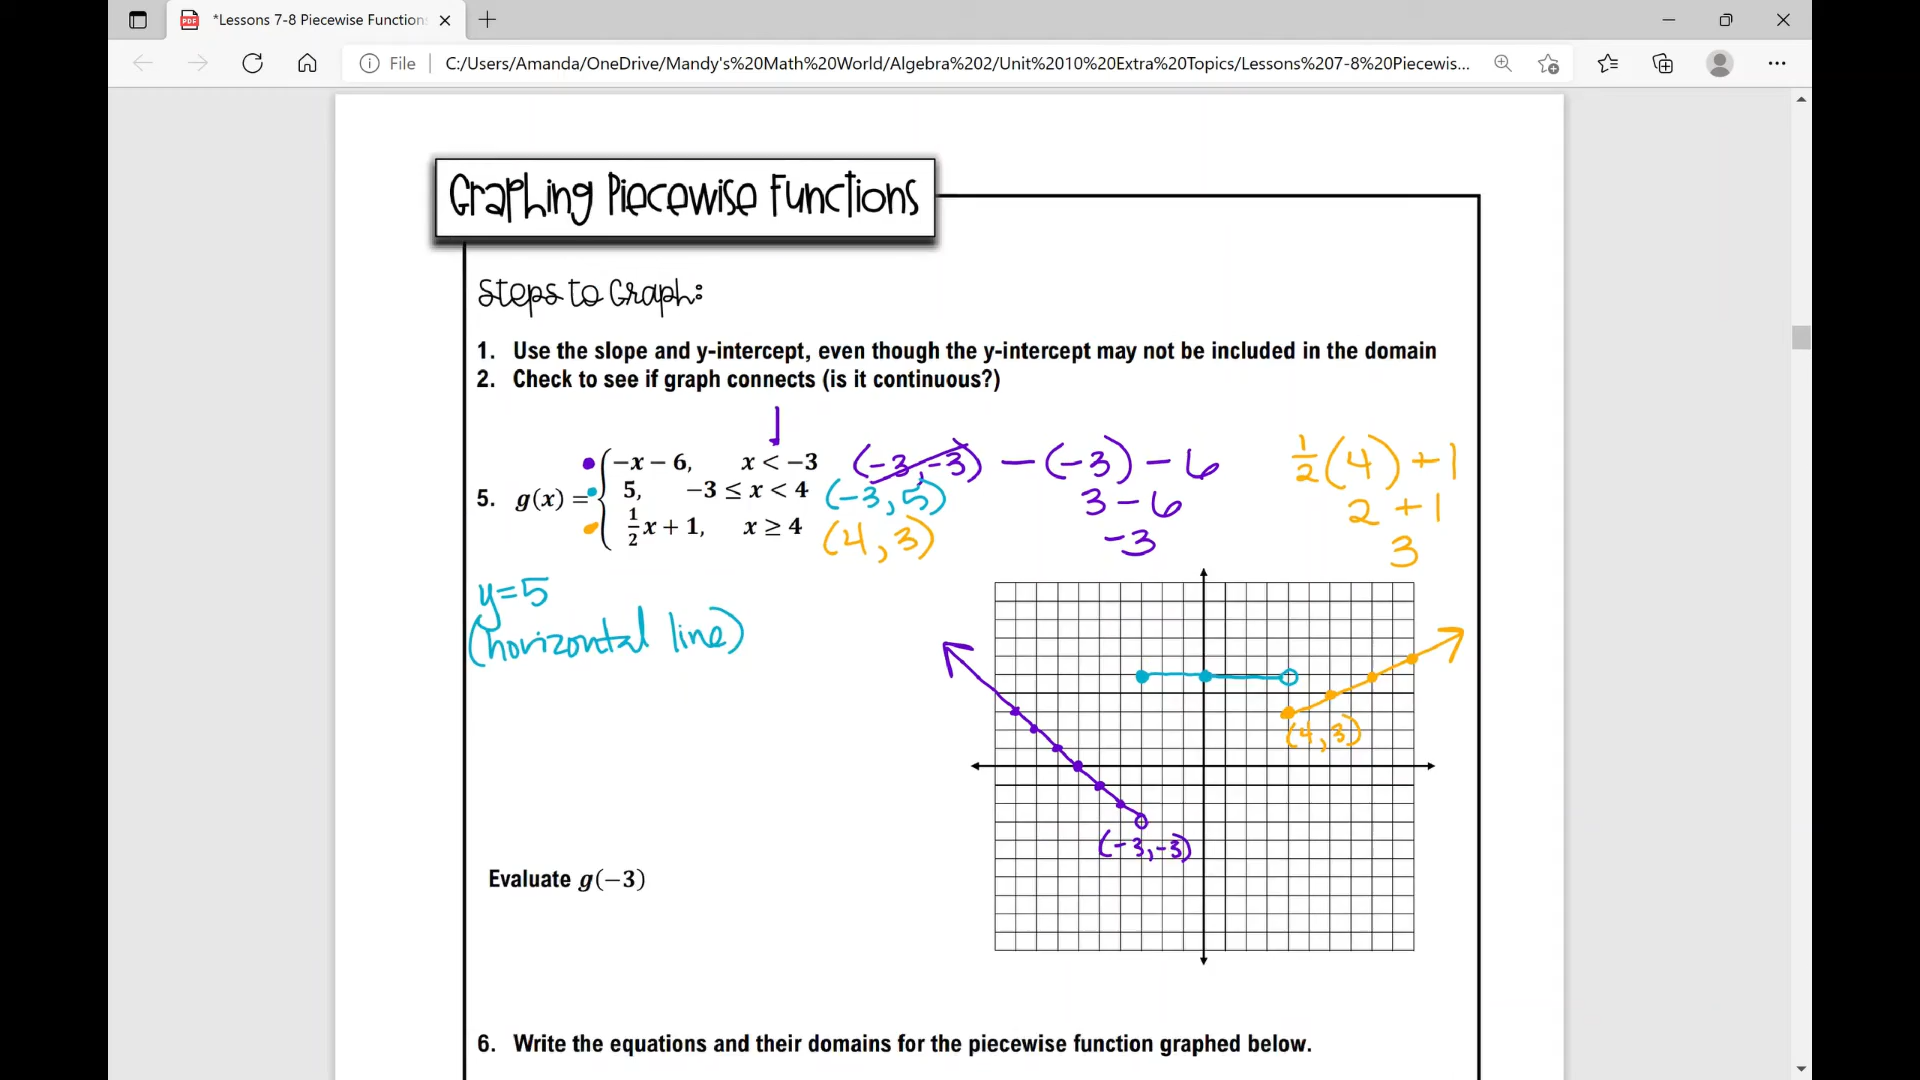 *Lessons 7-8 Piecewise Function
File | C:/Users/Amanda/OneDrive/Mandy's%20Math%20World/Algebra%202/Unit%2010%20Extra%20Topics/Lessons%207-8%20Piecewis...
Graphing Piecewise Functions
Steps to Graph:
1. Use the slope and y-intercept, even though the y-intercept may not be included in the domain
2. Check to see if graph connects (is it continuous?)
−x − 6, x < −3 (-3,-3) -(-3)-6 1/2(4)+1
5. g(x) = 5, −3 ≤ x < 4 (-3,5) 3-6 2+1
1/2x + 1, x ≥ 4 (4,3) -3 3
y=5
(horizontal line)
(4,3)
(-3,-3)
Evaluate g(−3)
6. Write the equations and their domains for the piecewise function graphed below.